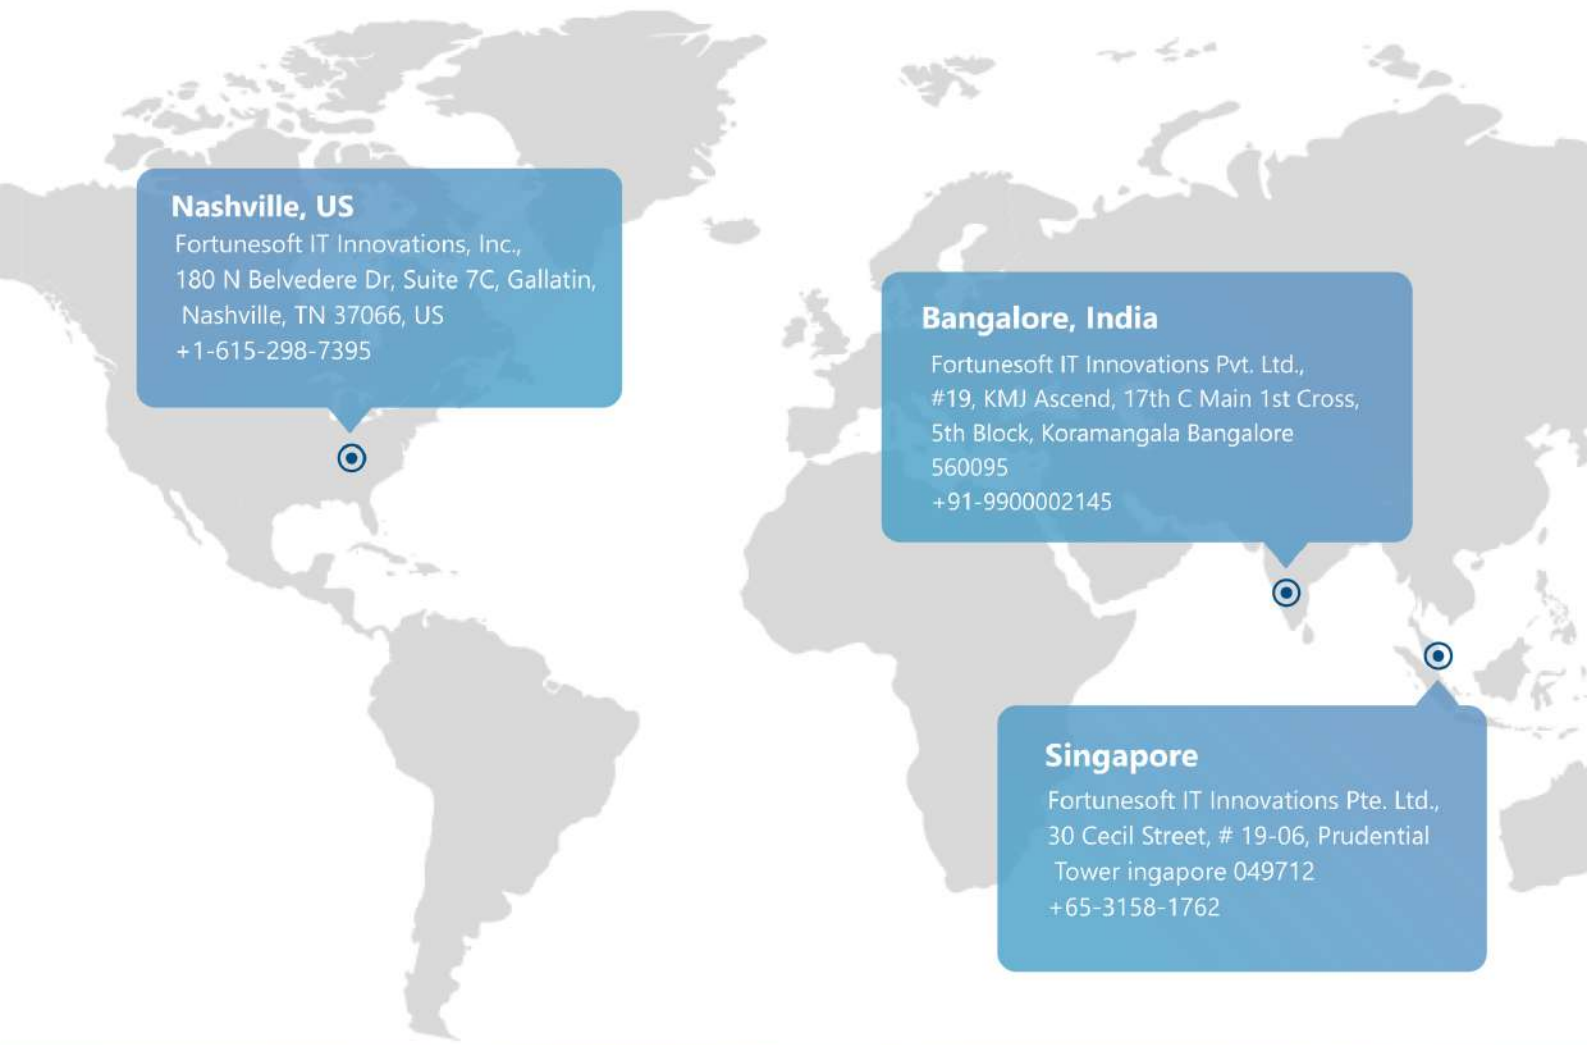 Nashville, US
Fortunesoft IT Innovations, Inc.,
180 N Belvedere Dr, Suite 7C, Gallatin,
Nashville, TN 37066, US
+1-615-298-7395
Bangalore, India
Fortunesoft IT Innovations Pvt. Ltd.,
#19, KMJ Ascend, 17th C Main 1st Cross,
5th Block, Koramangala Bangalore
560095
+91-9900002145
Singapore
Fortunesoft IT Innovations Pte. Ltd.,
30 Cecil Street, # 19-06, Prudential
Tower ingapore 049712
+65-3158-1762